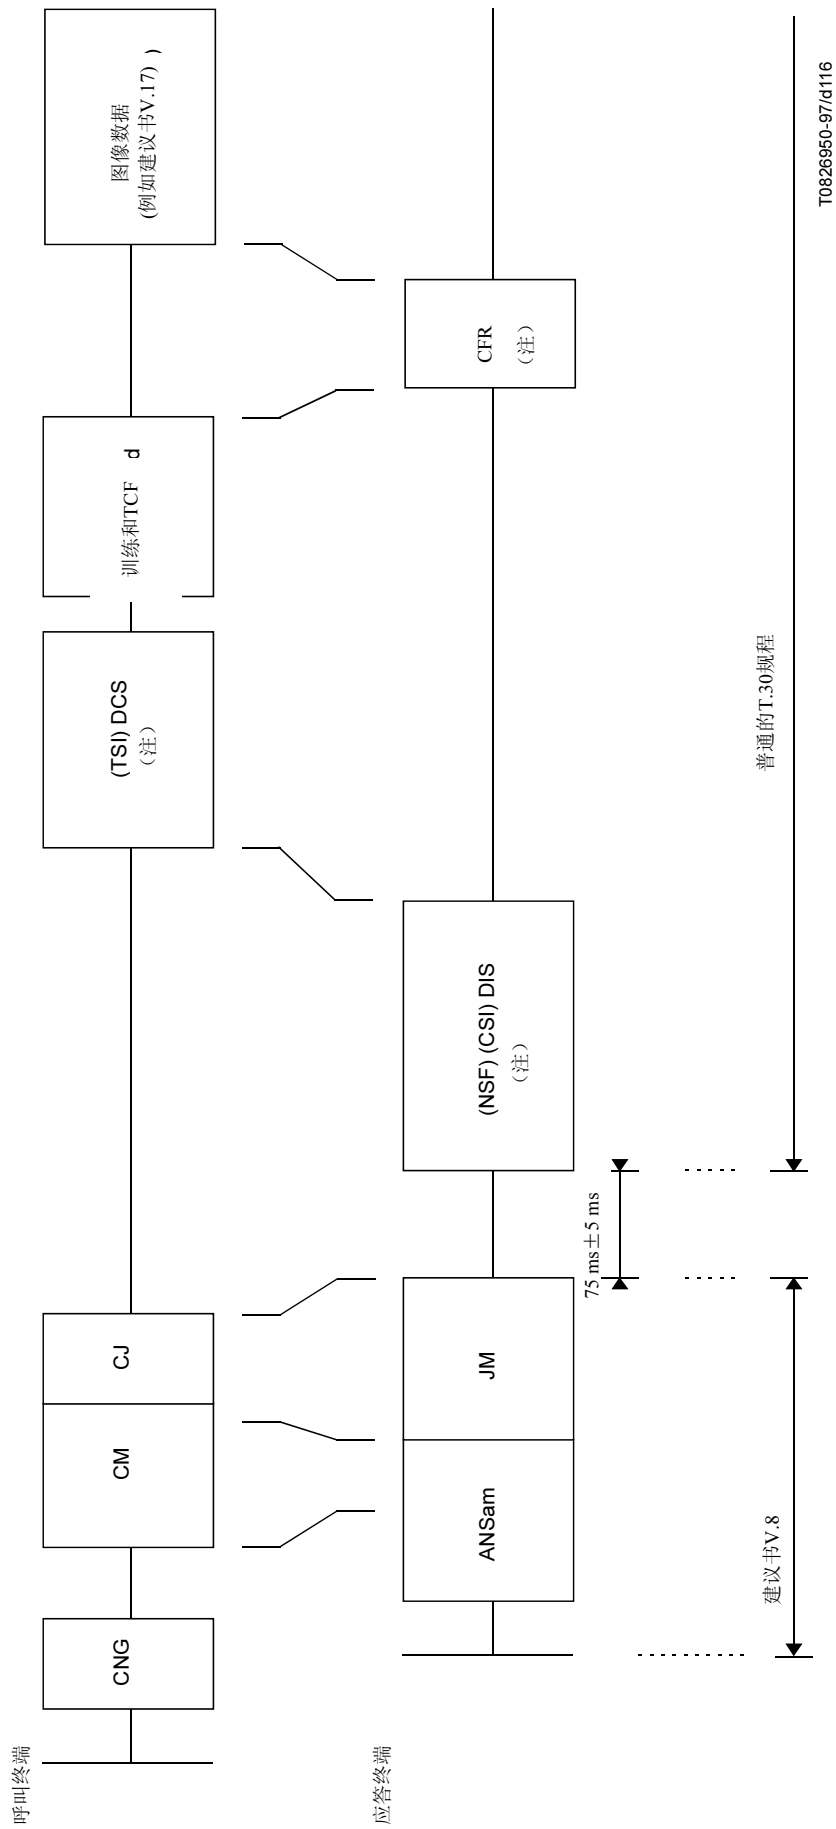 呼叫终端
CNG
CM
CJ
(TSI) DCS
（注）
训练和TCF d
图像数据
(例如建议书V.17) )
应答终端
ANSam
JM
(NSF) (CSI) DIS
（注）
CFR
（注）
75 ms±5 ms
建议书V.8
普通的T.30规程
T0826950-97/d116